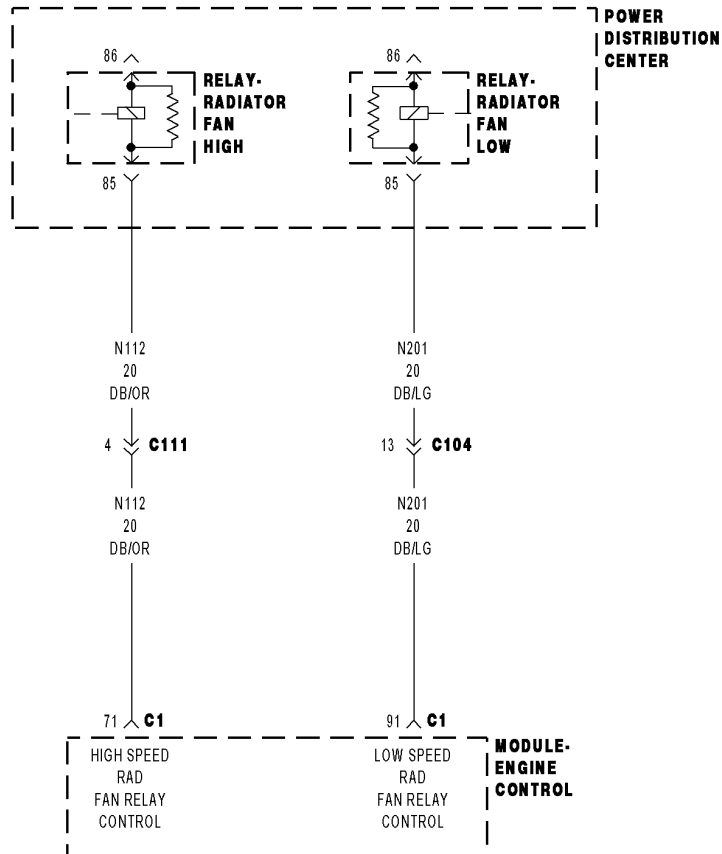 POWER
DISTRIBUTION
CENTER
86
86
RELAY-
RADIATOR
FAN
HIGH
RELAY-
RADIATOR
FAN
LOW
85
85
N112
20
DB/OR
N201
20
DB/LG
4
C111
13
C104
N112
20
DB/OR
N201
20
DB/LG
71
C1
91
C1
HIGH SPEED
RAD
FAN RELAY
CONTROL
LOW SPEED
RAD
FAN RELAY
CONTROL
MODULE-
ENGINE
CONTROL